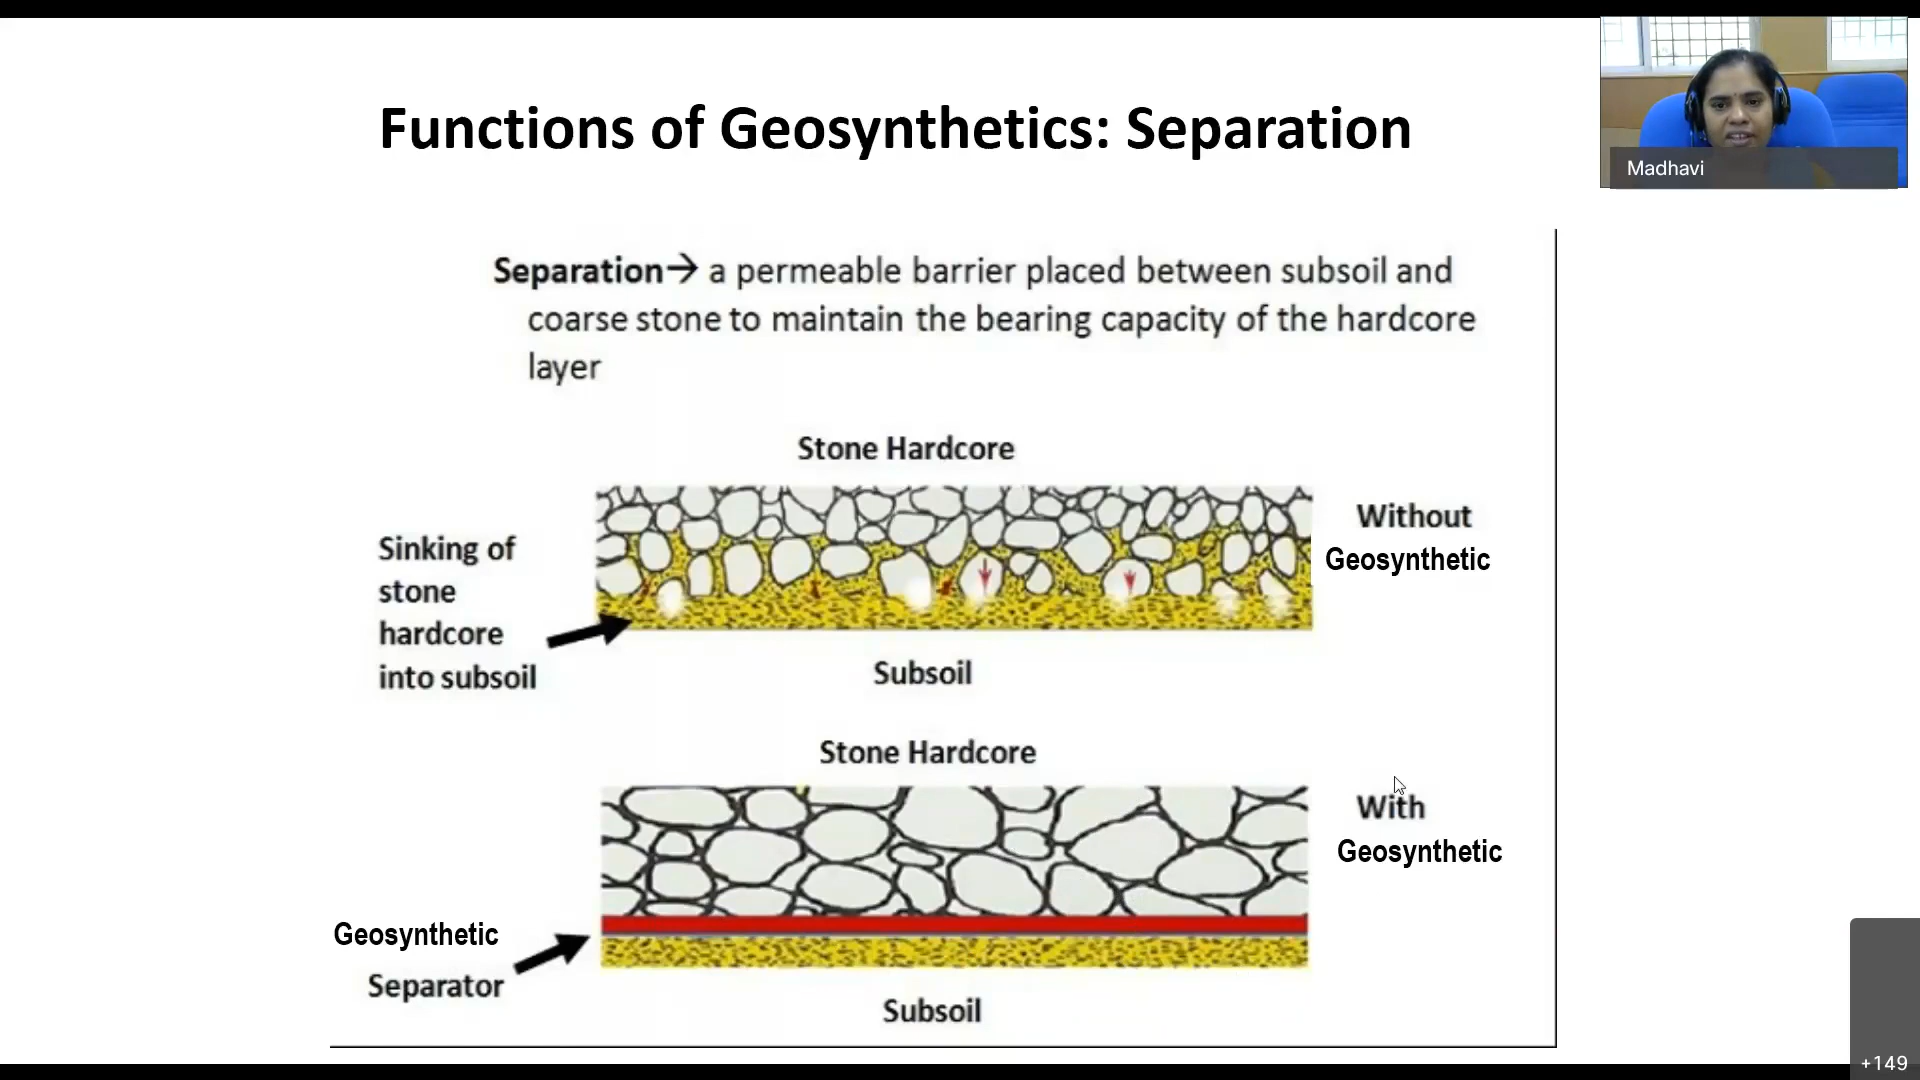 Functions of Geosynthetics: Separation
Madhavi
Separation→ a permeable barrier placed between subsoil and
coarse stone to maintain the bearing capacity of the hardcore
layer
Stone Hardcore
Without
Geosynthetic
Sinking of
stone
hardcore
into subsoil
Subsoil
Stone Hardcore
With
Geosynthetic
Geosynthetic
Separator
Subsoil
+149